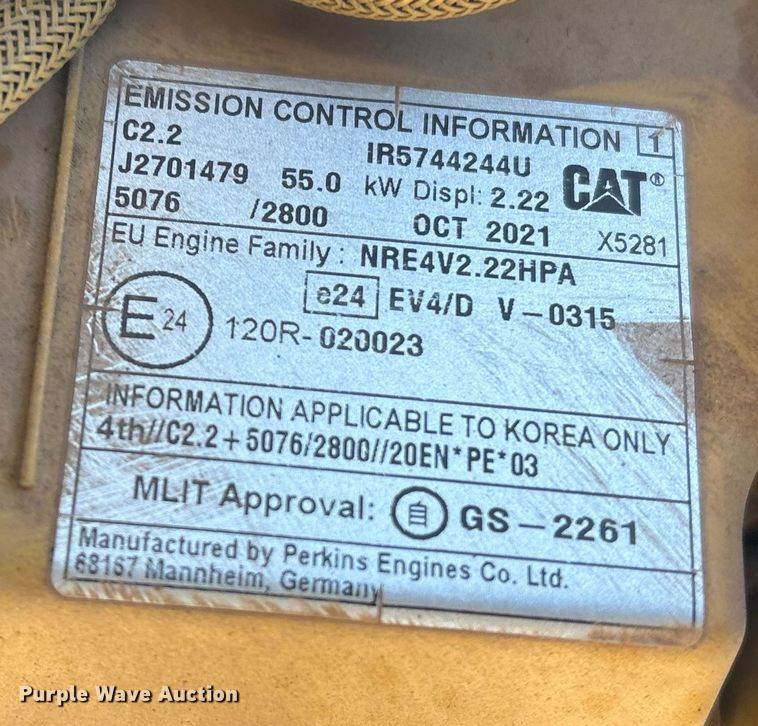 EMISSION CONTROL INFORMATION 1
C2.2 IR5744244U
J2701479 55.0 kW Displ: 2.22 CAT®
5076 /2800 OCT 2021 X5281
EU Engine Family : NRE4V2.22HPA
e24 EV4/D V-0315
E 24 120R-020023
INFORMATION APPLICABLE TO KOREA ONLY
4th//C2.2+5076/2800//20EN*PE*03
MLIT Approval: 自 GS-2261
Manufactured by Perkins Engines Co. Ltd.
68167 Mannheim, Germany
Purple Wave Auction